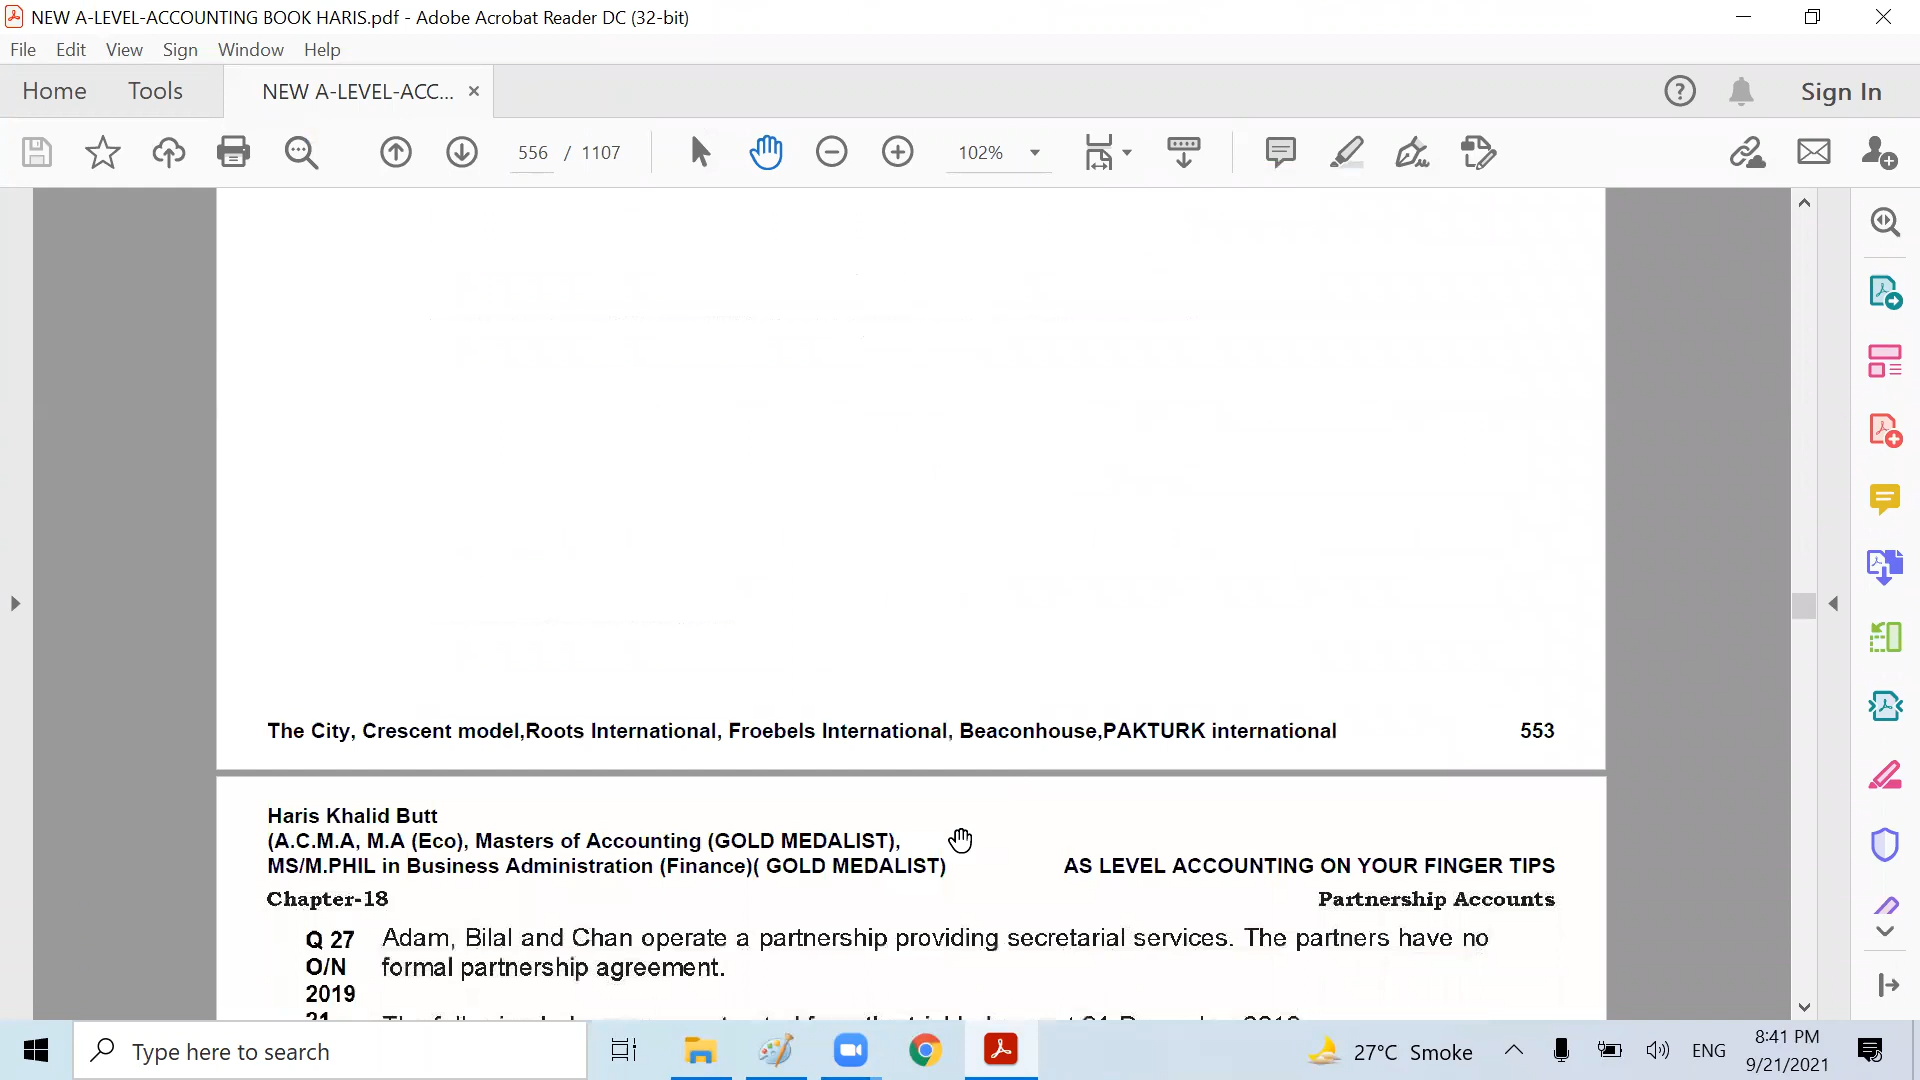 NEW A-LEVEL-ACCOUNTING BOOK HARIS.pdf - Adobe Acrobat Reader DC (32-bit)
File Edit View Sign Window Help
Home Tools NEW A-LEVEL-ACC... × Sign In
556 / 1107 102%
The City, Crescent model,Roots International, Froebels International, Beaconhouse,PAKTURK international 553
Haris Khalid Butt
(A.C.M.A, M.A (Eco), Masters of Accounting (GOLD MEDALIST),
MS/M.PHIL in Business Administration (Finance)( GOLD MEDALIST) AS LEVEL ACCOUNTING ON YOUR FINGER TIPS
Chapter-18 Partnership Accounts
Q 27 Adam, Bilal and Chan operate a partnership providing secretarial services. The partners have no
O/N formal partnership agreement.
2019
21
Type here to search 27°C Smoke ENG 8:41 PM
9/21/2021